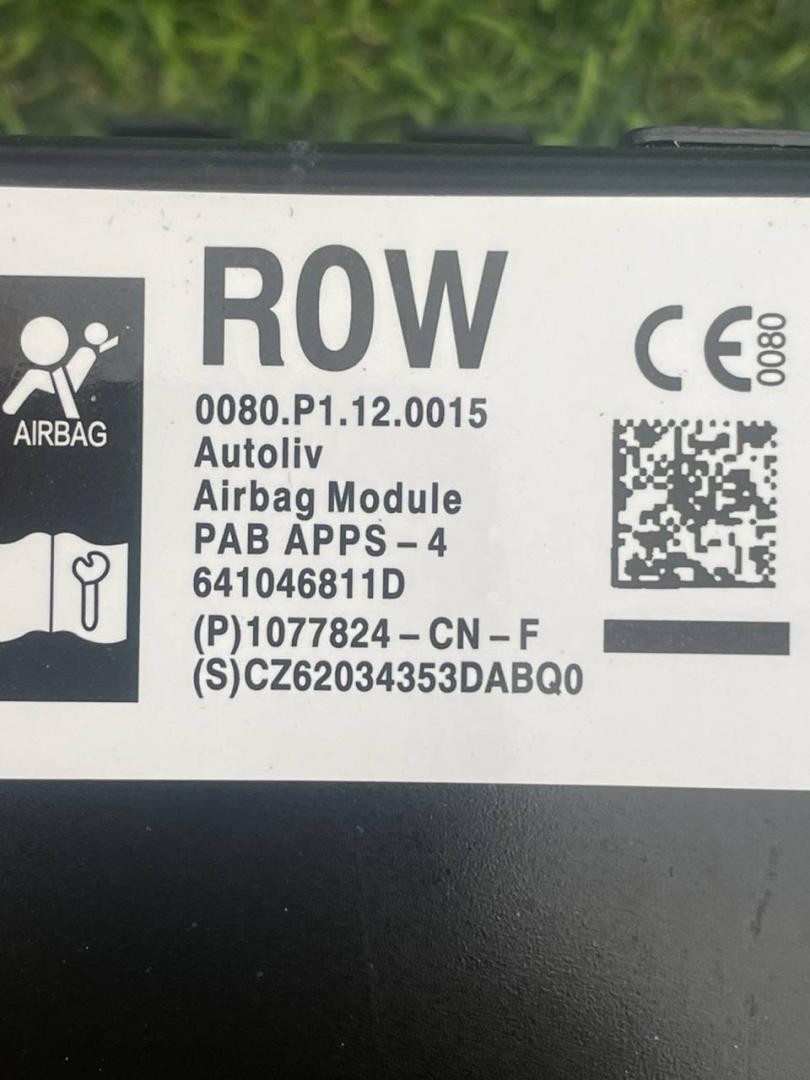 ROW
CE 0080
0080.P1.12.0015
Autoliv
Airbag Module
PAB APPS - 4
641046811D
(P)1077824 - CN - F
(S)CZ62034353DABQ0
AIRBAG